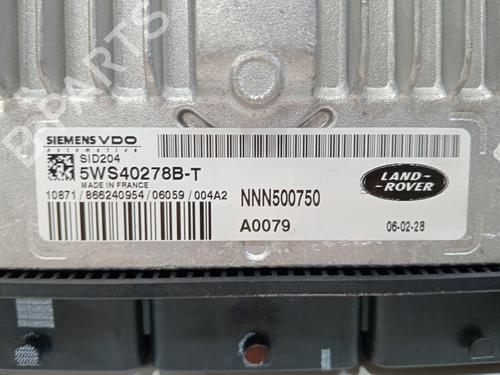 B-PARTS
SIEMENS VDO
Automotive
SID204
5WS40278B-T
MADE IN FRANCE
10871 / 866240954 / 06059 / 004A2
NNN500750
A0079
LAND-
-ROVER
06-02-28